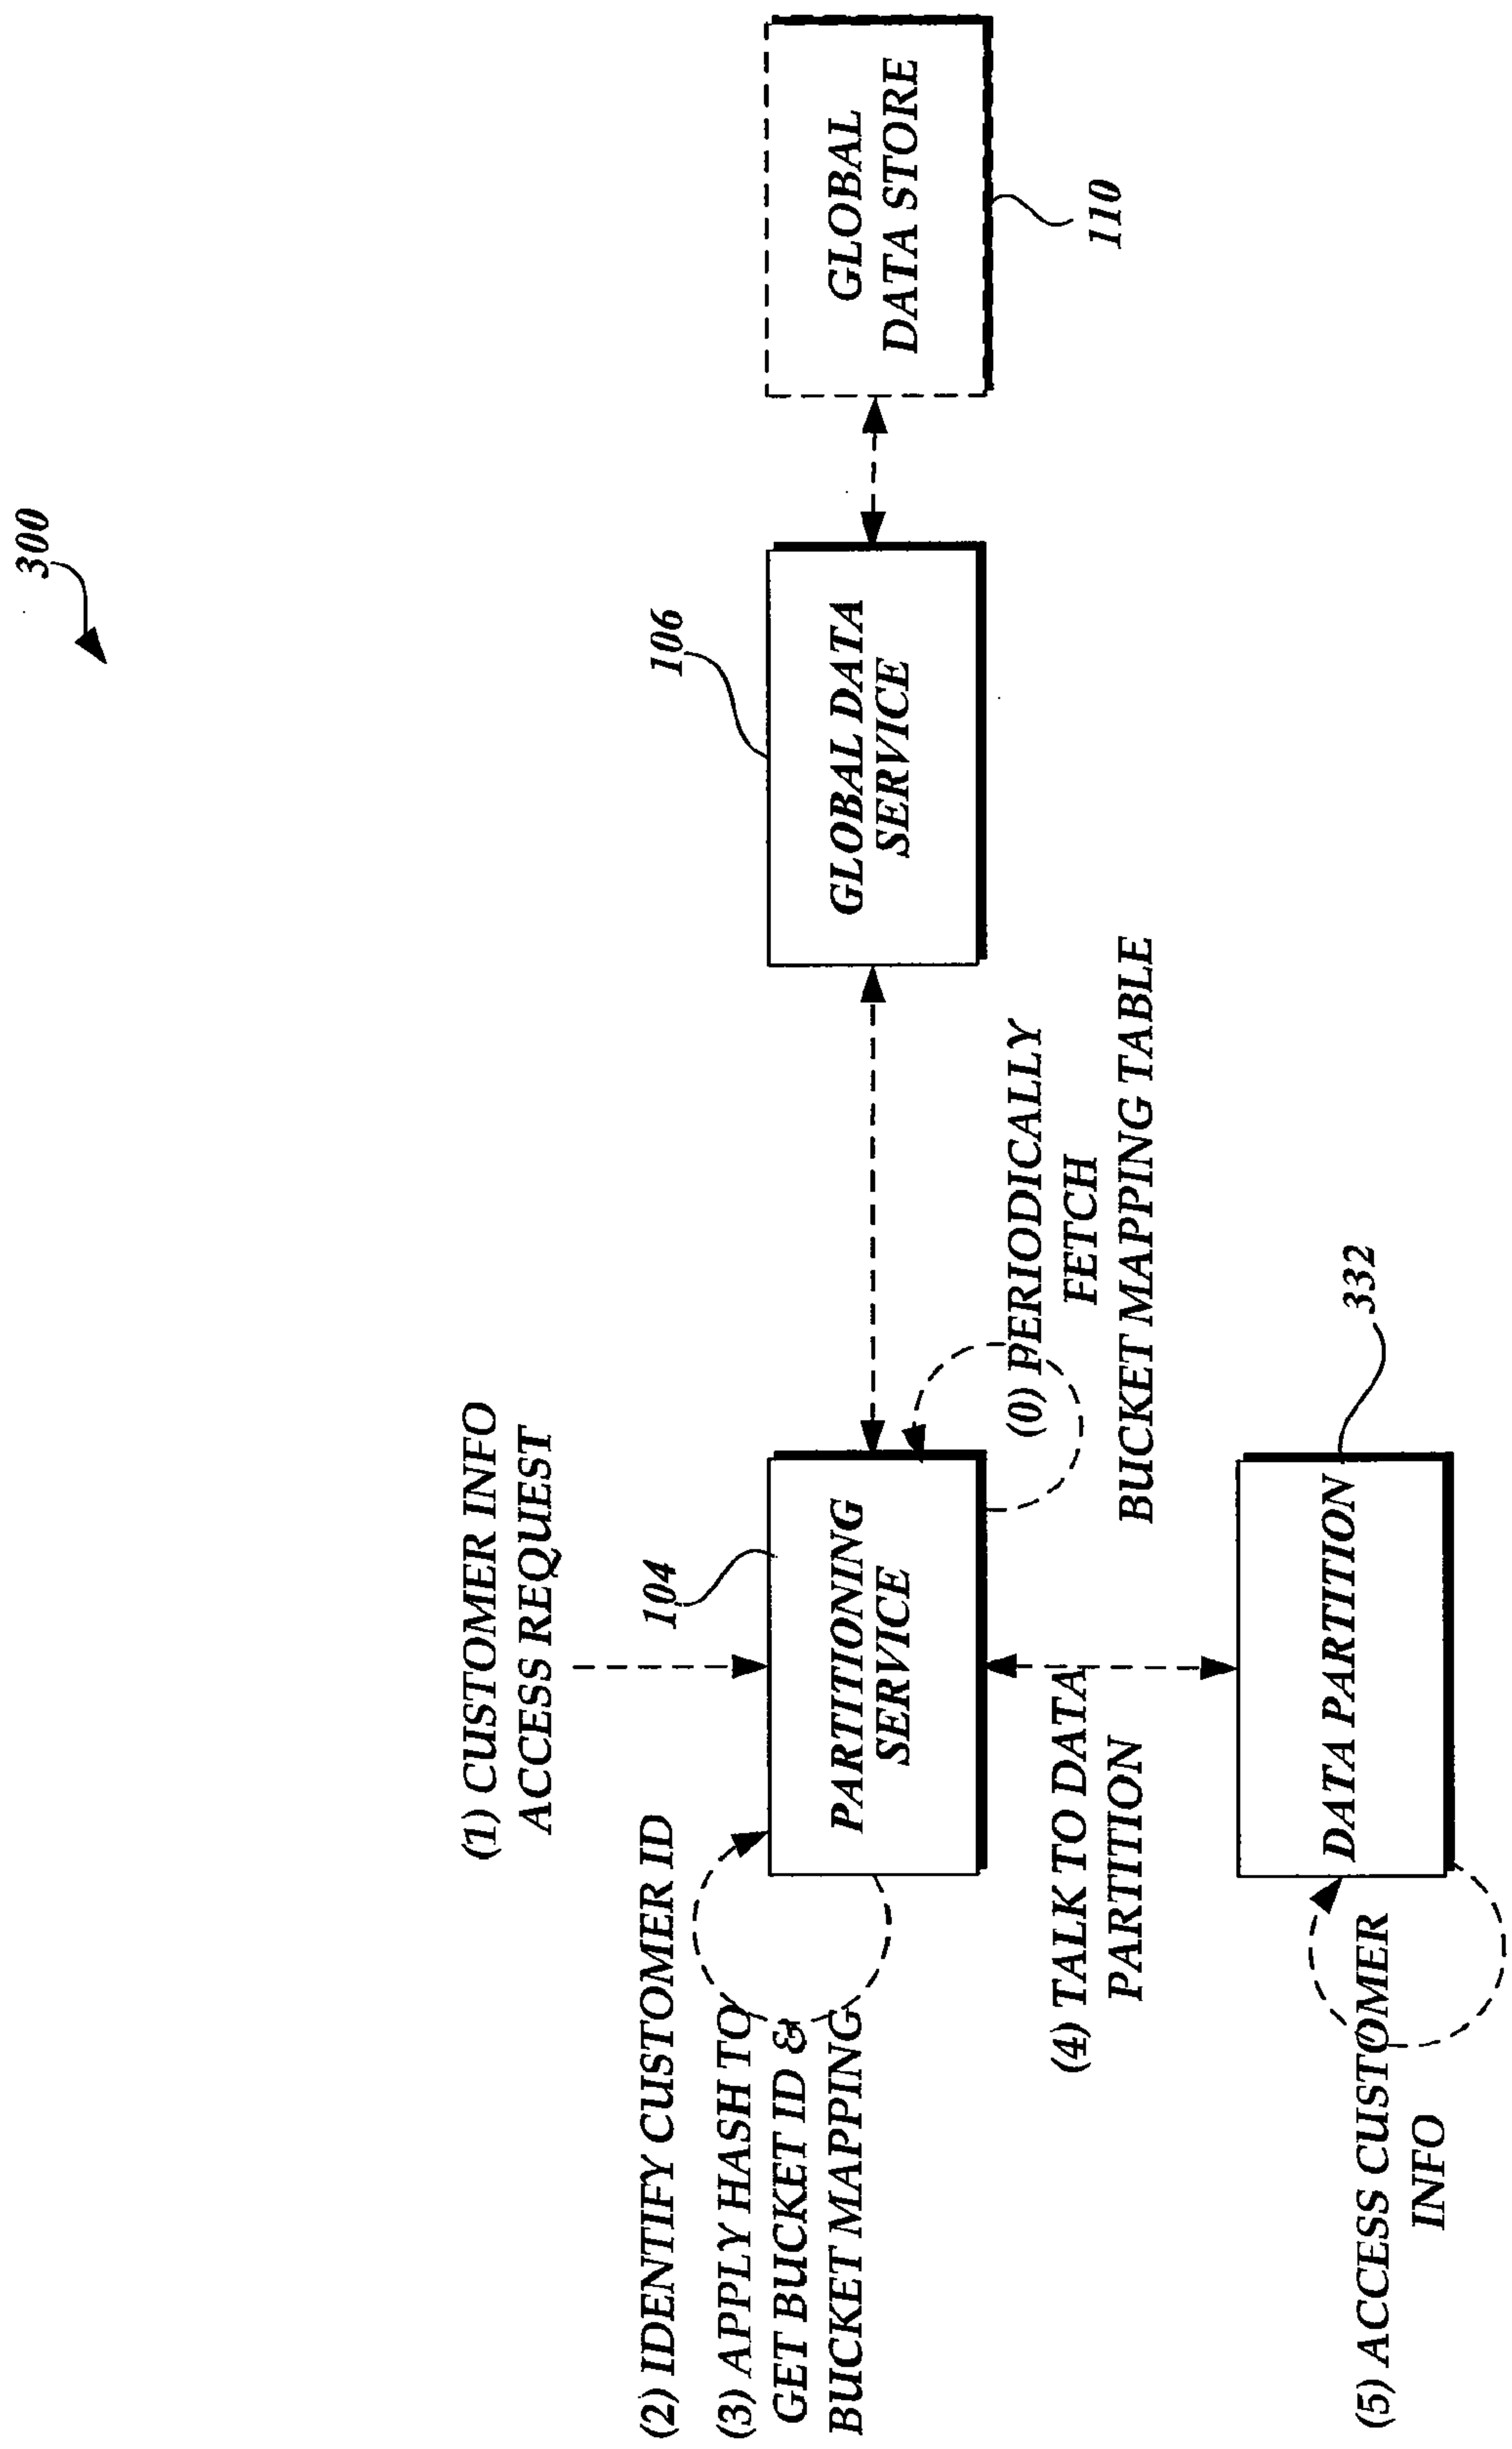 300
(1) CUSTOMER INFO
ACCESS REQUEST
(2) IDENTIFY CUSTOMER ID
(3) APPLY HASH TO
GET BUCKET ID &
BUCKET MAPPING
104
PARTITIONING
SERVICE
106
GLOBAL DATA
SERVICE
GLOBAL
DATA STORE
110
(0) PERIODICALLY
FETCH
BUCKET MAPPING TABLE
(4) TALK TO DATA
PARTITION
332
DATA PARTITION
(5) ACCESS CUSTOMER
INFO